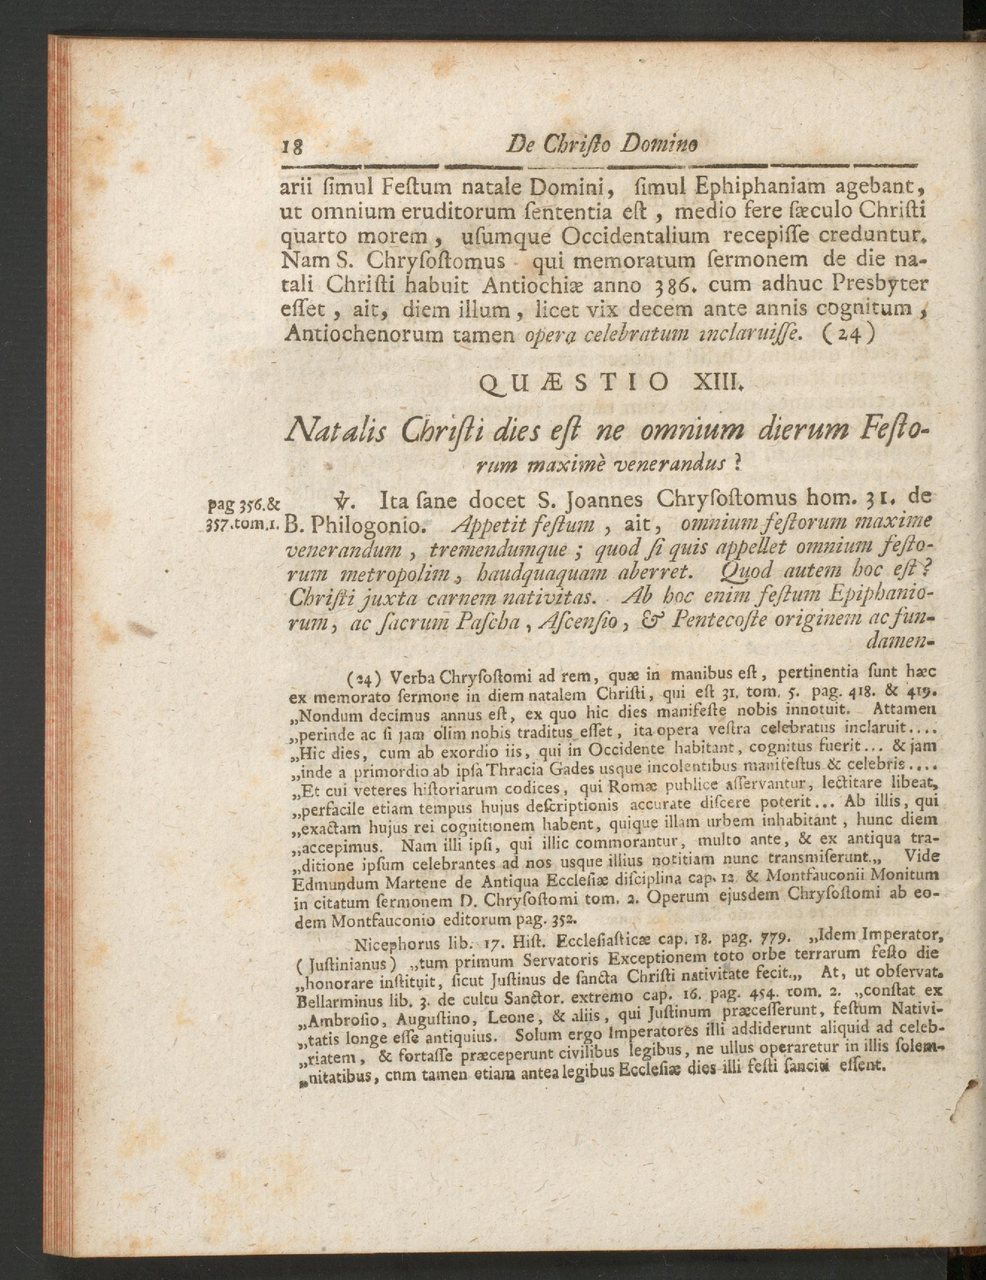 18 De Chriſto Domino
arii ſimul Feſtum natale Domini, ſimul Ephiphaniam agebant,
ut omnium eruditorum ſententia eſt, medio fere ſæculo Chriſti
quarto morem, uſumque Occidentalium recepiſſe creduntur.
Nam S. Chryſoſtomus qui memoratum ſermonem de die na-
tali Chriſti habuit Antiochiæ anno 386. cum adhuc Presbyter
eſſet, ait, diem illum, licet vix decem ante annis cognitum,
Antiochenorum tamen opera celebratum inclaruiſſe. (24)
QUÆSTIO XIII.
Natalis Chriſti dies eſt ne omnium dierum Feſto-
rum maximè venerandus?
pag 356.&
357.tom.1.
℣. Ita ſane docet S. Joannes Chryſoſtomus hom. 31. de
B. Philogonio. Appetit feſtum, ait, omnium feſtorum maxime
venerandum, tremendumque; quod ſi quis appellet omnium feſto-
rum metropolim, haudquaquam aberret. Quod autem hoc eſt?
Chriſti juxta carnem nativitas. Ab hoc enim feſtum Epiphanio-
rum, ac ſacrum Paſcha, Aſcenſio, & Pentecoſte originem ac fun-
damen-
(24) Verba Chryſoſtomi ad rem, quæ in manibus eſt, pertinentia ſunt hæc
ex memorato ſermone in diem natalem Chriſti, qui eſt 31. tom. 5. pag. 418. & 419.
„Nondum decimus annus eſt, ex quo hic dies manifeſte nobis innotuit. Attamen
„perinde ac ſi jam olim nobis traditus eſſet, ita opera veſtra celebratus inclaruit....
„Hic dies, cum ab exordio iis, qui in Occidente habitant, cognitus fuerit... & jam
„inde a primordio ab ipſa Thracia Gades usque incolentibus manifeſtus & celebris....
„Et cui veteres hiſtoriarum codices, qui Romæ publice aſſervantur, lectitare libeat,
„perfacile etiam tempus hujus deſcriptionis accurate diſcere poterit... Ab illis, qui
„exactam hujus rei cognitionem habent, quique illam urbem inhabitant, hunc diem
„accepimus. Nam illi ipſi, qui illic commorantur, multo ante, & ex antiqua tra-
„ditione ipſum celebrantes ad nos usque illius notitiam nunc transmiſerunt.„ Vide
Edmundum Martene de Antiqua Eccleſiæ diſciplina cap. 12. & Montfauconii Monitum
in citatum ſermonem D. Chryſoſtomi tom. 2. Operum ejusdem Chryſoſtomi ab eo-
dem Montfauconio editorum pag. 352.
Nicephorus lib. 17. Hiſt. Eccleſiaſticæ cap. 18. pag. 779. „Idem Imperator,
(Juſtinianus) „tum primum Servatoris Exceptionem toto orbe terrarum feſto die
„honorare inſtituit, ſicut Juſtinus de ſancta Chriſti nativitate fecit.„ At, ut obſervat.
Bellarminus lib. 3. de cultu Sanctor. extremo cap. 16. pag. 454. tom. 2. „conſtat ex
„Ambroſio, Auguſtino, Leone, & aliis, qui Juſtinum præceſſerunt, feſtum Nativi-
„tatis longe eſſe antiquius. Solum ergo Imperatores illi addiderunt aliquid ad celeb-
„riatem, & fortaſſe præceperunt civilibus legibus, ne ullus operaretur in illis ſolem-
„nitatibus, cnm tamen etiam antea legibus Eccleſiæ dies illi feſti ſanciti eſſent.